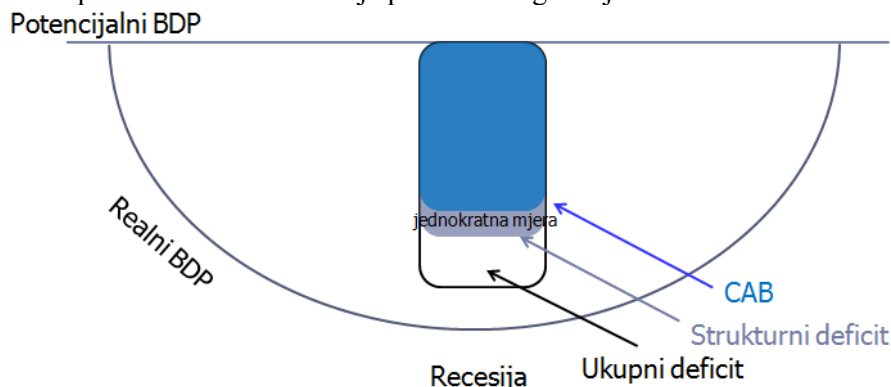 Potencijalni BDP
jednokratna mjera
Realni BDP
CAB
Strukturni deficit
Ukupni deficit
Recesija